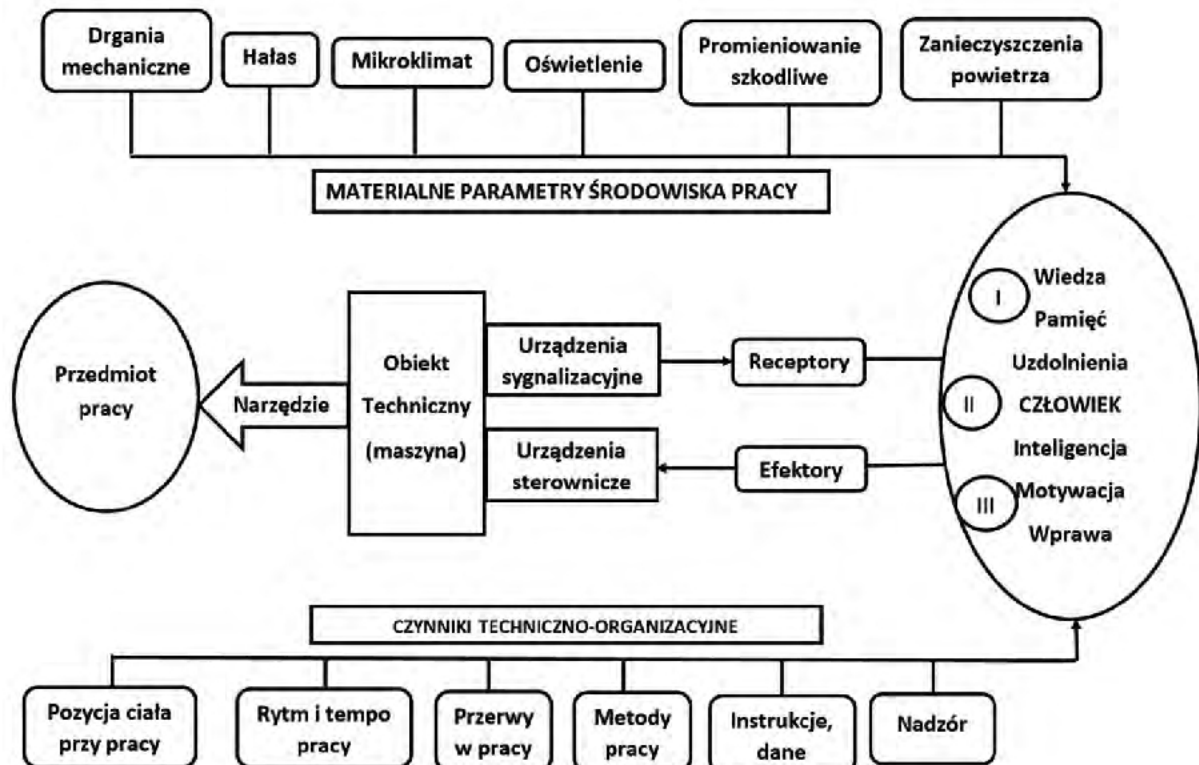 Drgania
mechaniczne
Hałas
Mikroklimat
Oświetlenie
Promieniowanie
szkodliwe
Zanieczyszczenia
powietrza
MATERIALNE PARAMETRY ŚRODOWISKA PRACY
Przedmiot
pracy
Narzędzie
Obiekt
Techniczny
(maszyna)
Urządzenia
sygnalizacyjne
Urządzenia
sterownicze
Receptory
Efektory
I
II
III
Wiedza
Pamięć
Uzdolnienia
CZŁOWIEK
Inteligencja
Motywacja
Wprawa
CZYNNIKI TECHNICZNO-ORGANIZACYJNE
Pozycja ciała
przy pracy
Rytm i tempo
pracy
Przerwy
w pracy
Metody
pracy
Instrukcje,
dane
Nadzór